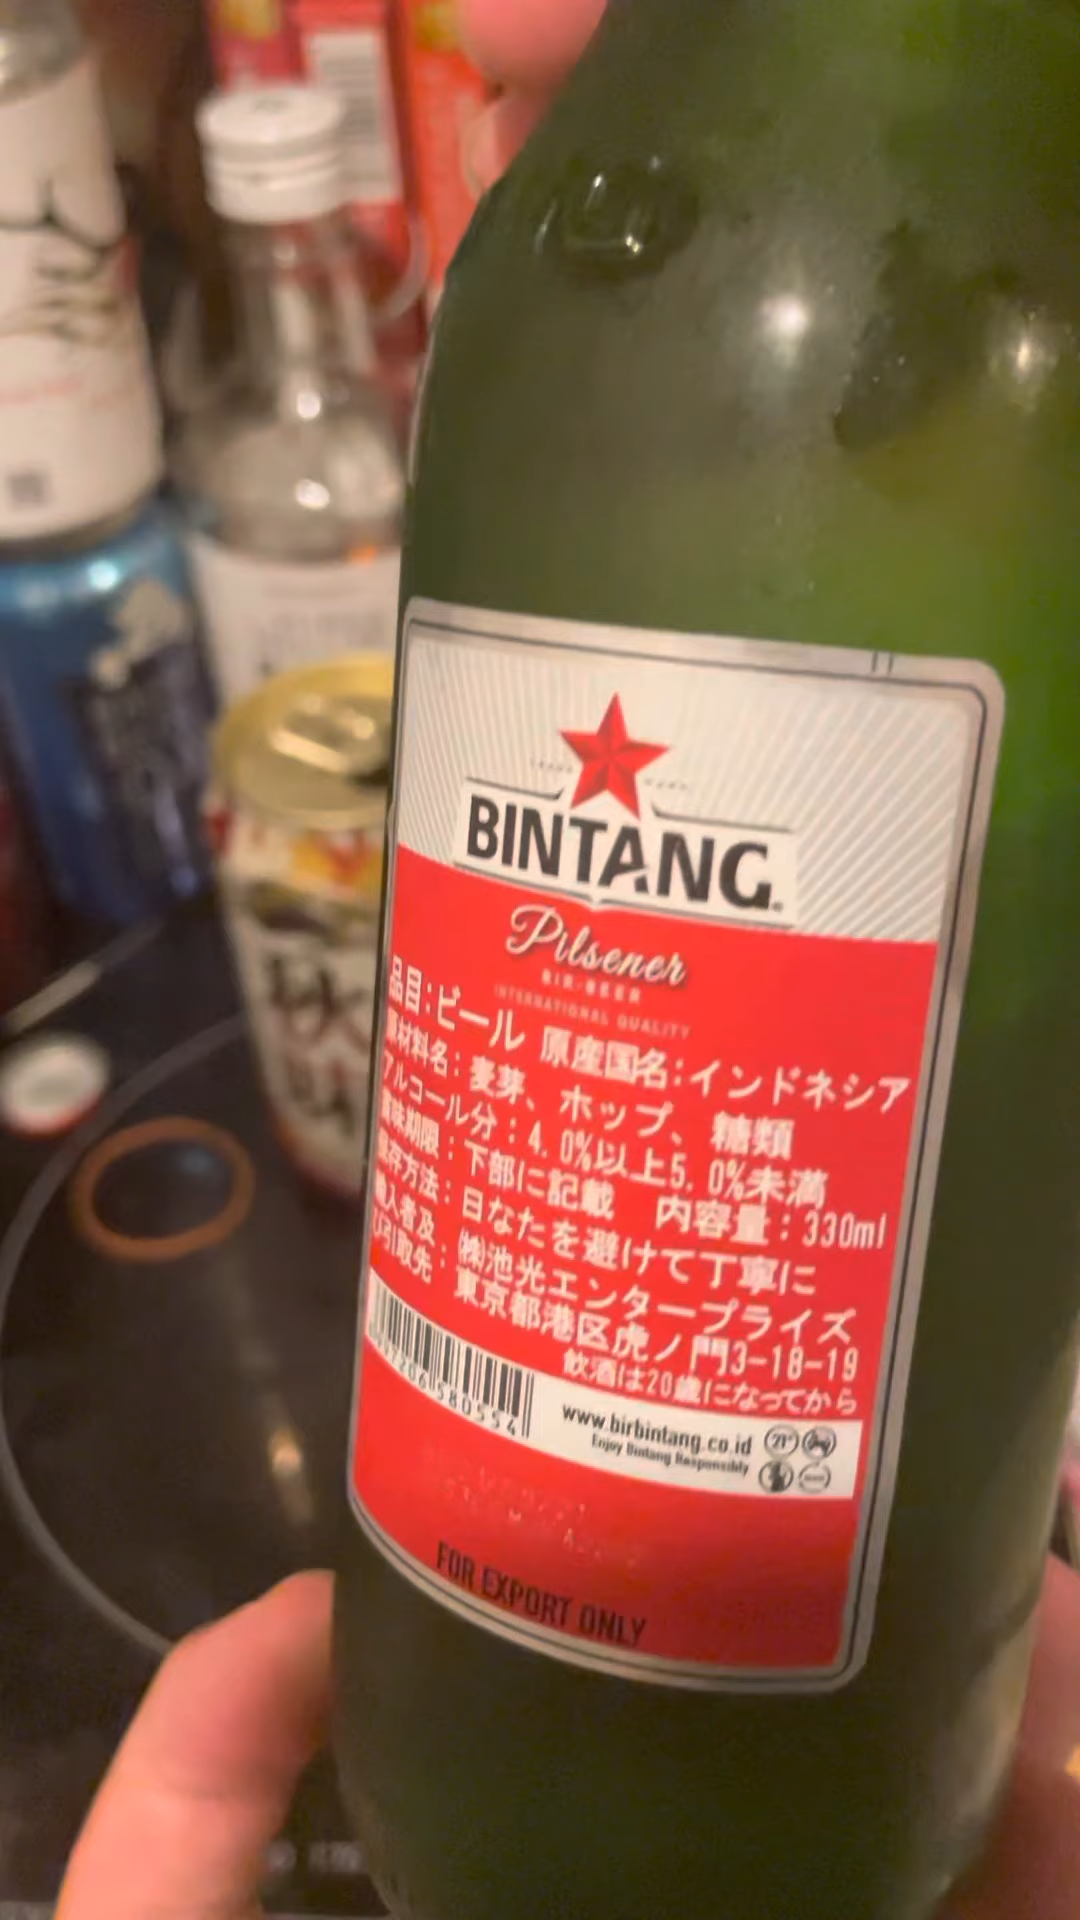 BINTANG
Pilsener
BIR-BEER
INTERNATIONAL QUALITY
品目:ビール 原産国名:インドネシア
原材料名:麦芽、ホップ、糖類
アルコール分:4.0%以上5.0%未満
賞味期限:下部に記載 内容量:330ml
保存方法:日なたを避けて丁寧に
輸入者及び引取先:㈱池光エンタープライズ
東京都港区虎ノ門3-18-19
飲酒は20歳になってから
www.birbintang.co.id
Enjoy Bintang Responsibly
FOR EXPORT ONLY
秋